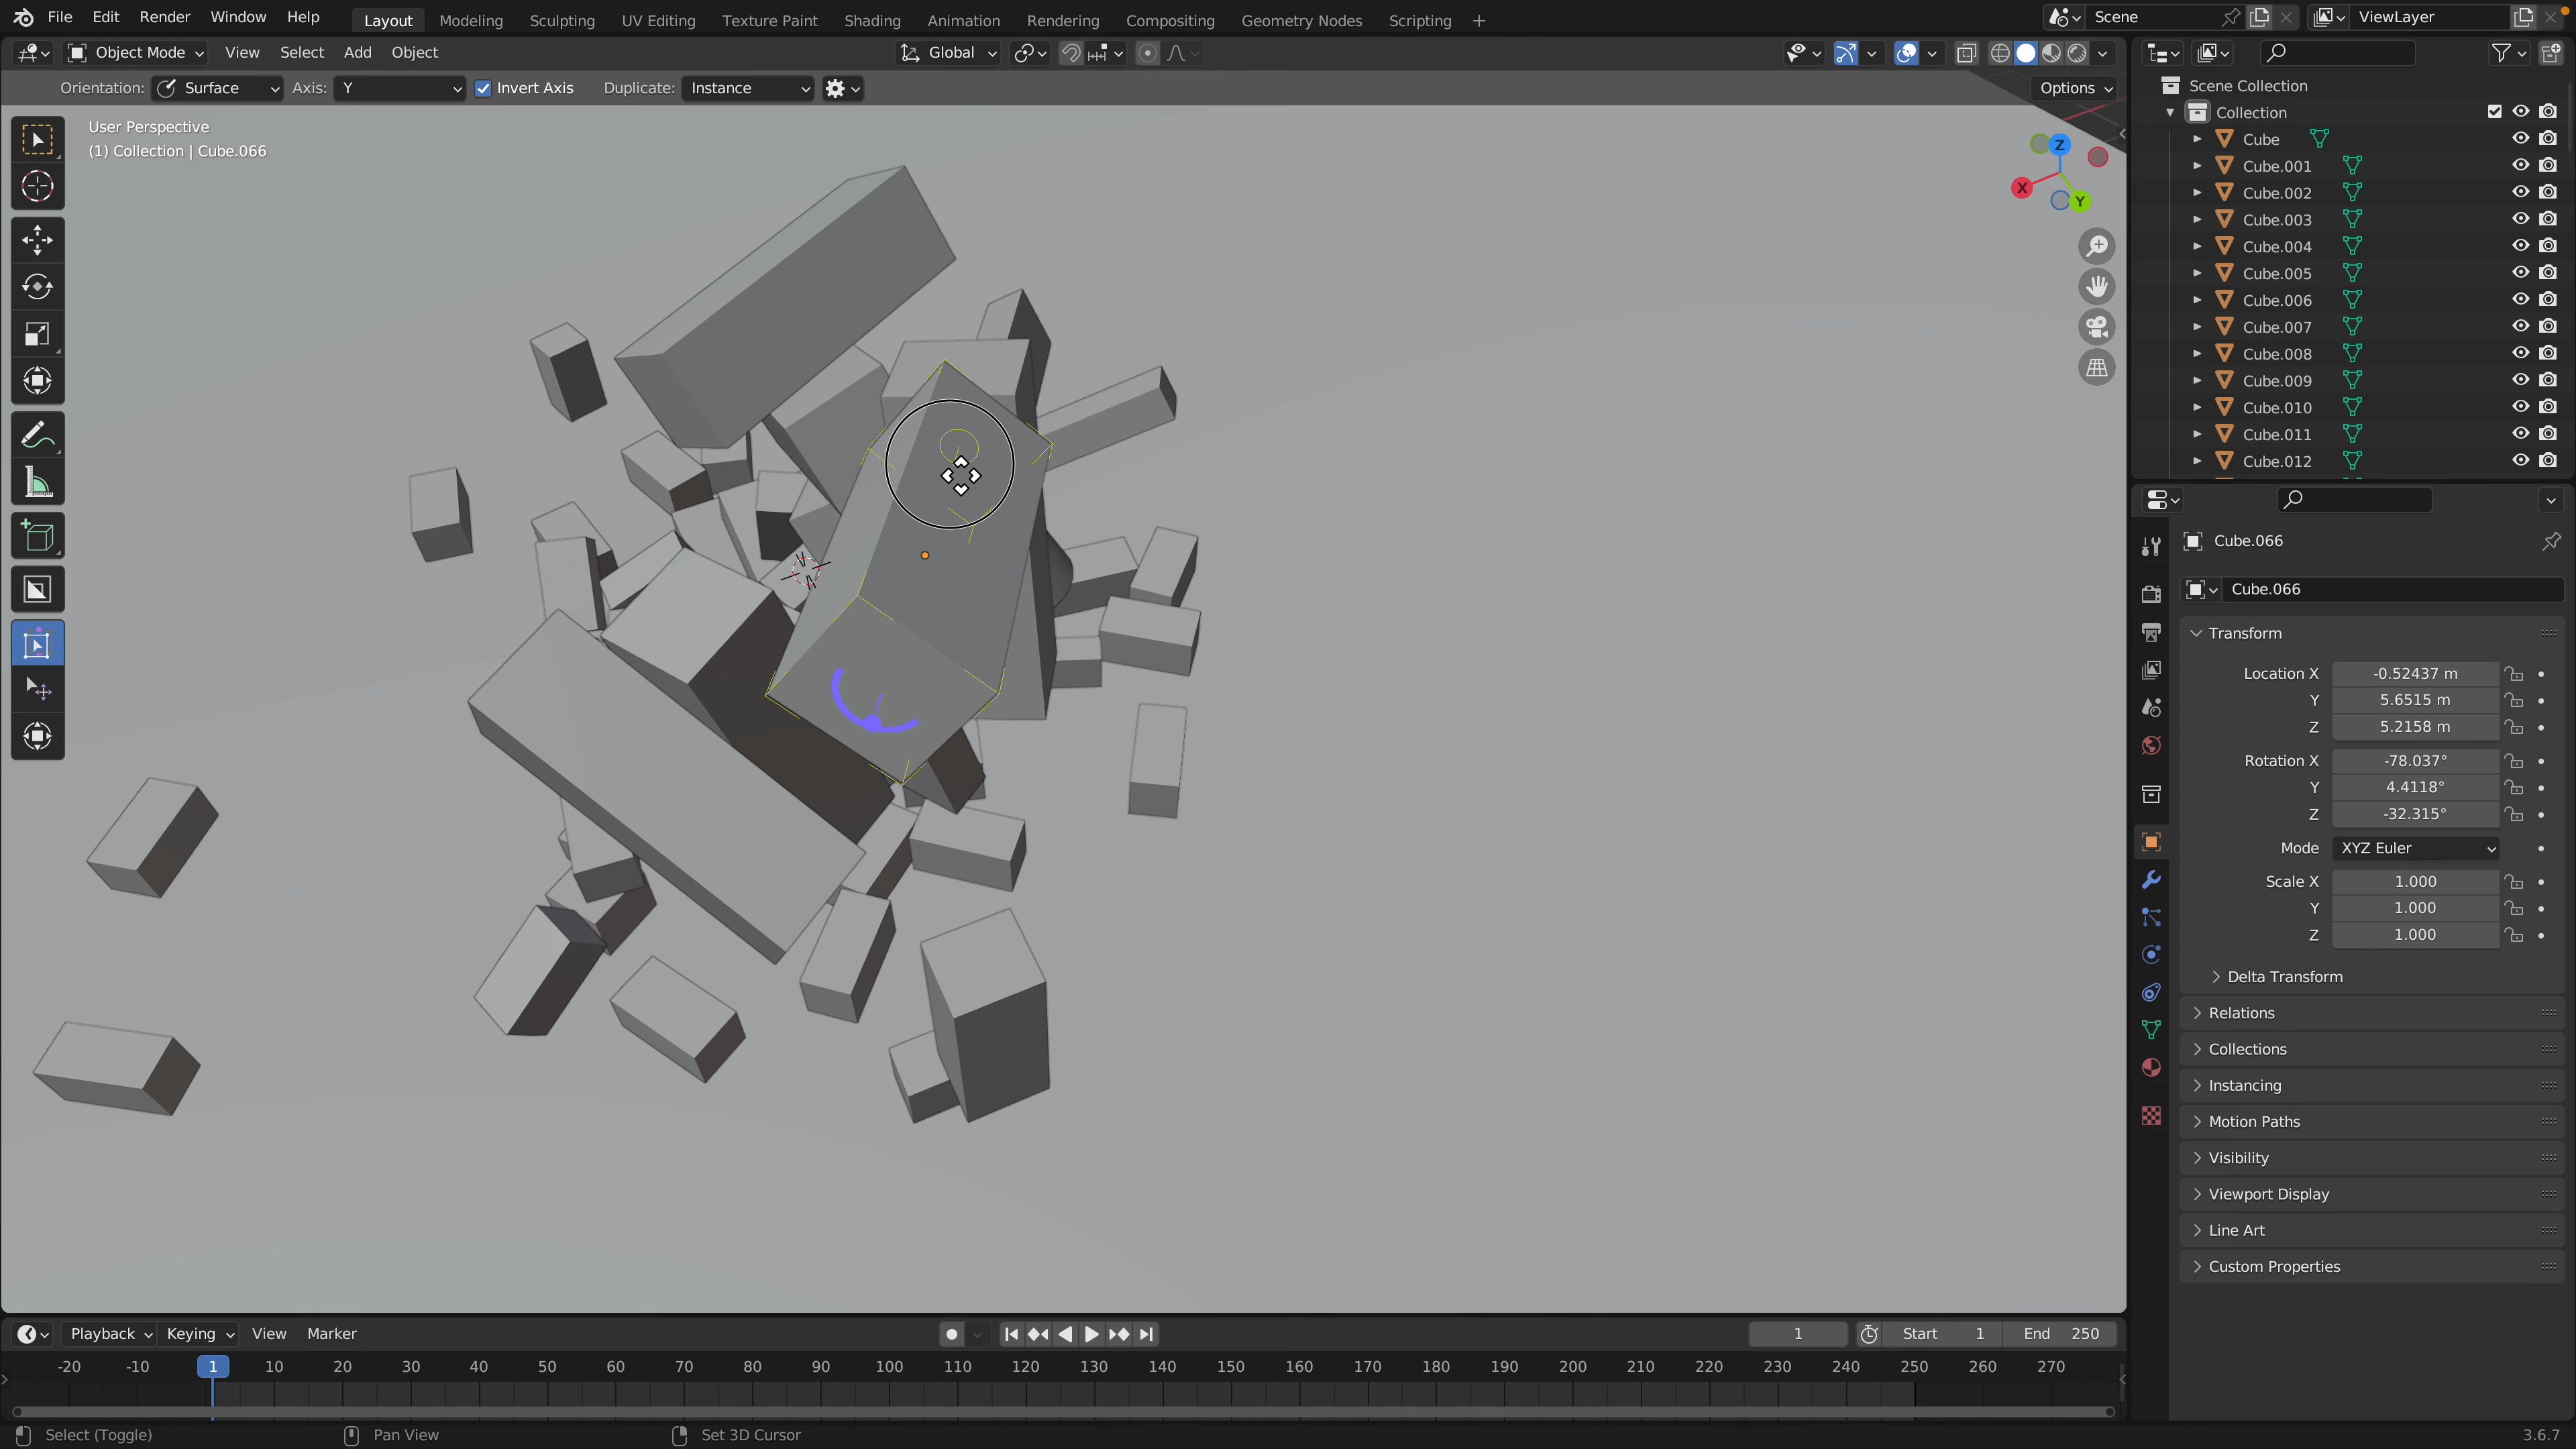 File Edit Render Window Help Layout Modeling Sculpting UV Editing Texture Paint Shading Animation Rendering Compositing Geometry Nodes Scripting + Scene ViewLayer
Object Mode View Select Add Object Global
Orientation: Surface Axis: Y Invert Axis Duplicate: Instance Options
User Perspective
(1) Collection | Cube.066
Z
X
Y
Scene Collection
Collection
Cube
Cube.001
Cube.002
Cube.003
Cube.004
Cube.005
Cube.006
Cube.007
Cube.008
Cube.009
Cube.010
Cube.011
Cube.012
Cube.066
Cube.066
Transform
Location X -0.52437 m
Y 5.6515 m
Z 5.2158 m
Rotation X -78.037°
Y 4.4118°
Z -32.315°
Mode XYZ Euler
Scale X 1.000
Y 1.000
Z 1.000
Delta Transform
Relations
Collections
Instancing
Motion Paths
Visibility
Viewport Display
Line Art
Custom Properties
Playback Keying View Marker 1 Start 1 End 250
-20 -10 1 10 20 30 40 50 60 70 80 90 100 110 120 130 140 150 160 170 180 190 200 210 220 230 240 250 260 270
Select (Toggle) Pan View Set 3D Cursor 3.6.7